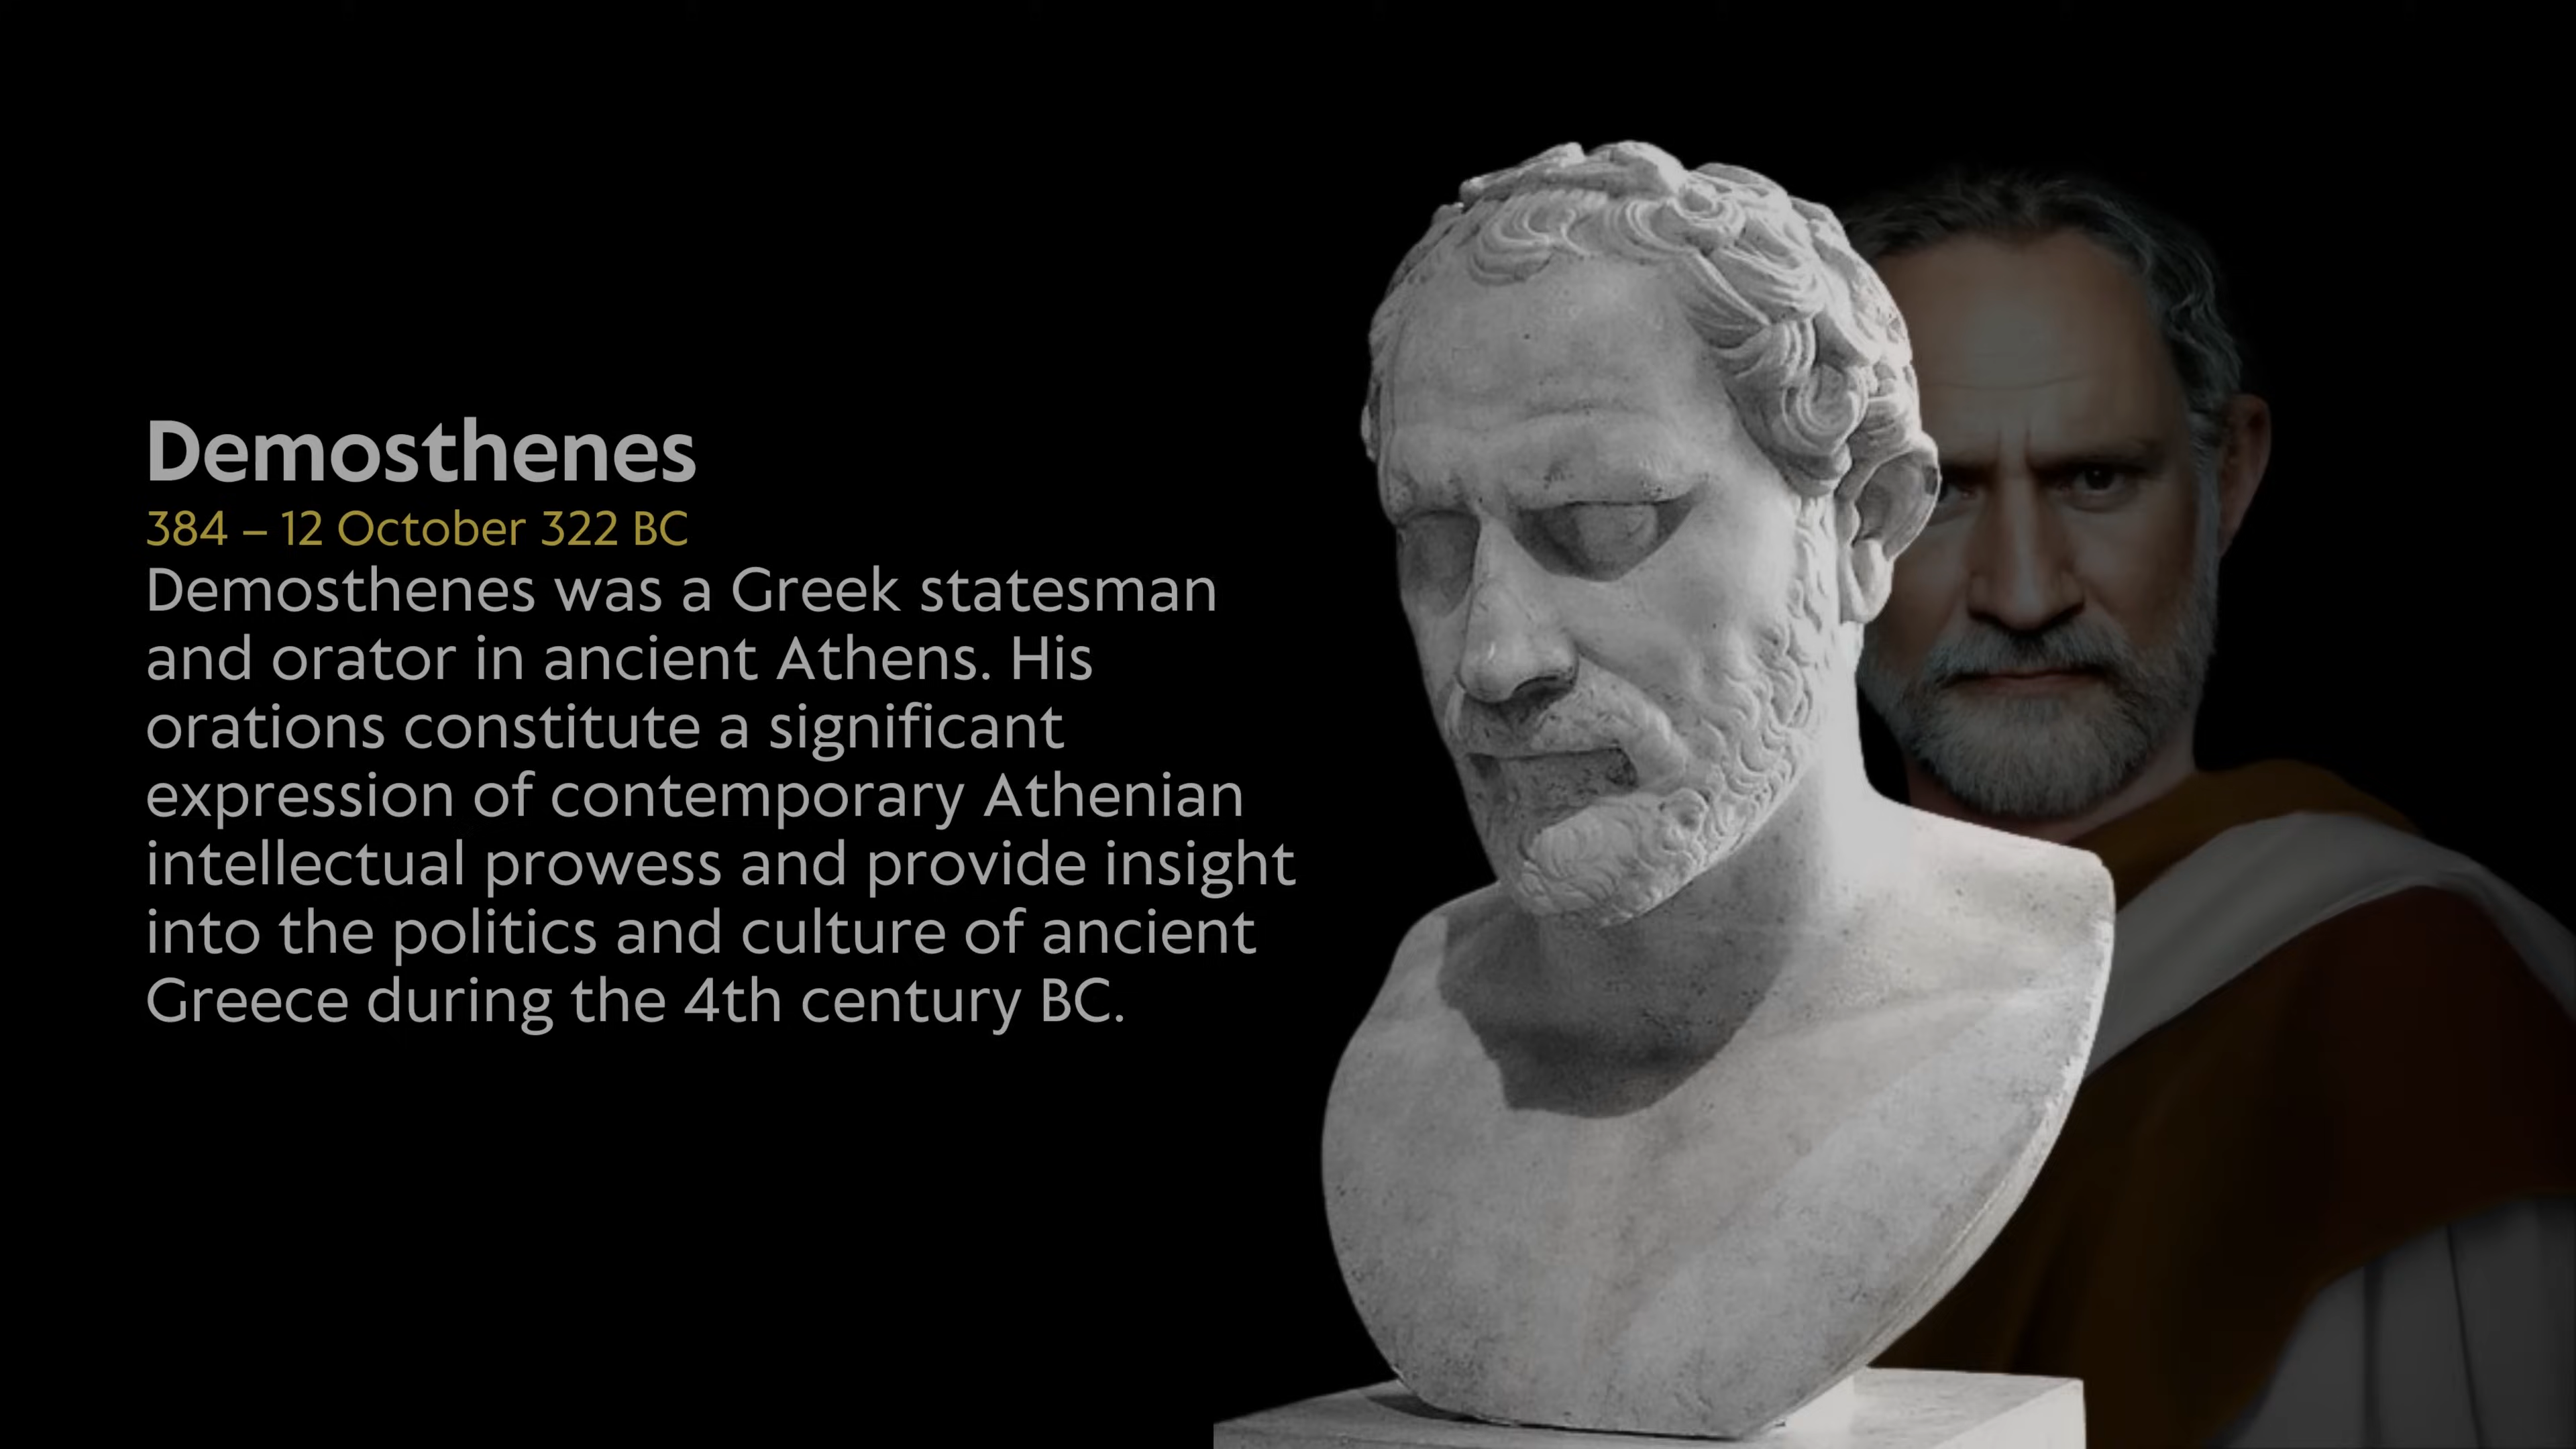 Demosthenes
384 – 12 October 322 BC
Demosthenes was a Greek statesman
and orator in ancient Athens. His
orations constitute a significant
expression of contemporary Athenian
intellectual prowess and provide insight
into the politics and culture of ancient
Greece during the 4th century BC.